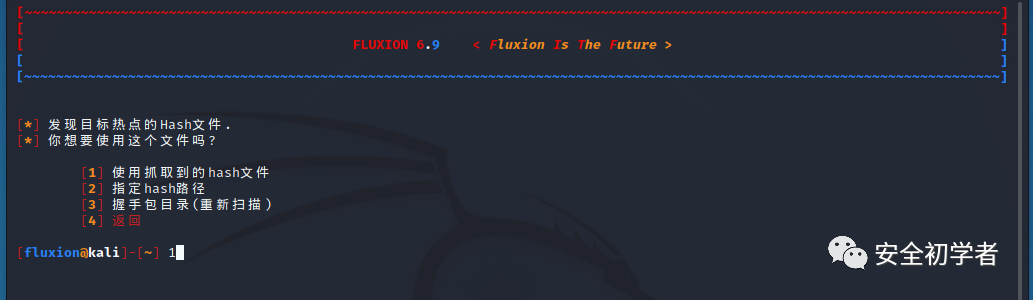 [~~~~~~~~~~~~~~~~~~~~~~~~~~~~~~~~~~~~~~~~~~~~~~~~~~~~~~~~~~~~~~~~~~~~~~~~~~~~~~~~~~~~~~~~~~~~~~~~~~~~~~~~~~~~~~~~~~~~~~~~~~]
[ ]
[ FLUXION 6.9 < Fluxion Is The Future > ]
[ ]
[~~~~~~~~~~~~~~~~~~~~~~~~~~~~~~~~~~~~~~~~~~~~~~~~~~~~~~~~~~~~~~~~~~~~~~~~~~~~~~~~~~~~~~~~~~~~~~~~~~~~~~~~~~~~~~~~~~~~~~~~~~]
[*] 发现目标热点的Hash文件.
[*] 你想要使用这个文件吗?
[1] 使用抓取到的hash文件
[2] 指定hash路径
[3] 握手包目录(重新扫描)
[4] 返回
[fluxion@kali]-[~] 1
安全初学者